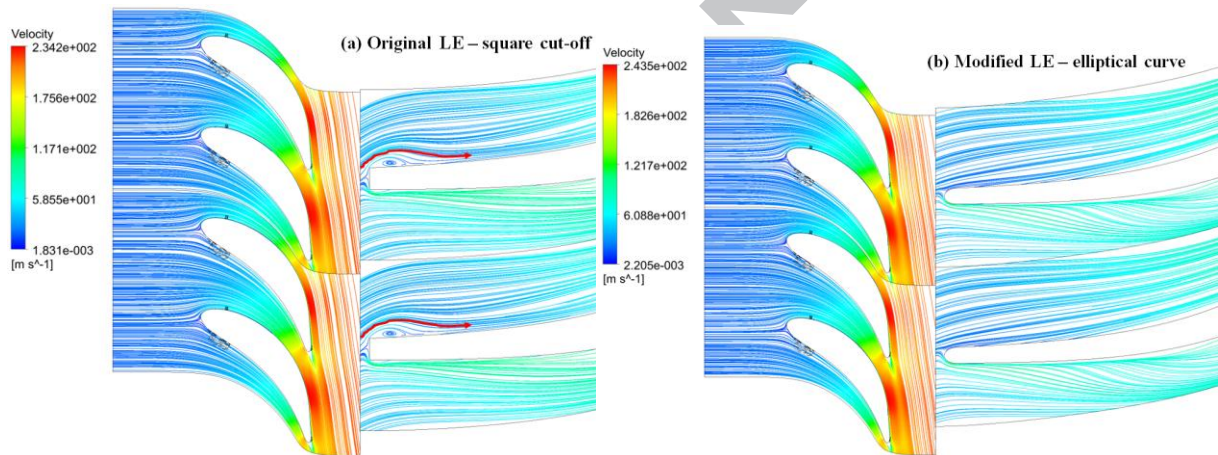 Velocity
2.342e+002
1.756e+002
1.171e+002
5.855e+001
1.831e-003
[m s^-1]
(a) Original LE – square cut-off
Velocity
2.435e+002
1.826e+002
1.217e+002
6.088e+001
2.205e-003
[m s^-1]
(b) Modified LE – elliptical curve